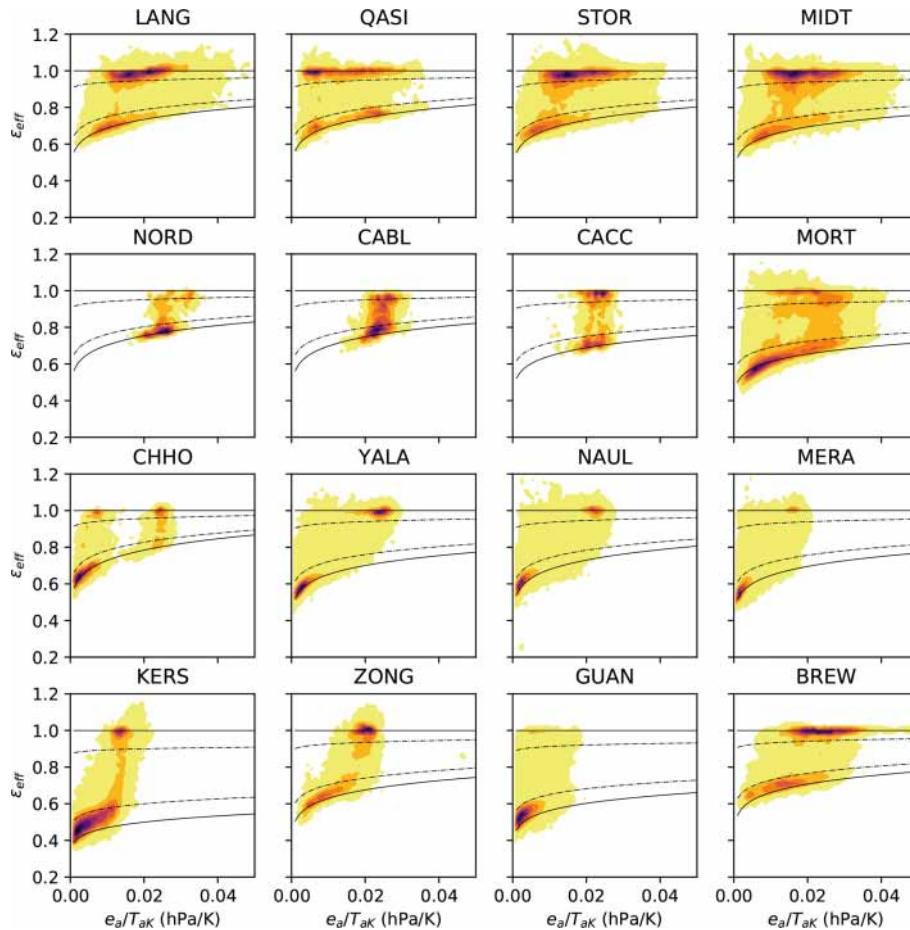 LANG QASI STOR MIDT
1.2
1.0
0.8
0.6
0.4
0.2
ε_eff
NORD CABL CACC MORT
1.2
1.0
0.8
0.6
0.4
0.2
ε_eff
CHHO YALA NAUL MERA
1.2
1.0
0.8
0.6
0.4
0.2
ε_eff
KERS ZONG GUAN BREW
1.2
1.0
0.8
0.6
0.4
0.2
ε_eff
0.00 0.02 0.04 0.00 0.02 0.04 0.00 0.02 0.04 0.00 0.02 0.04
e_a/T_aK (hPa/K) e_a/T_aK (hPa/K) e_a/T_aK (hPa/K) e_a/T_aK (hPa/K)